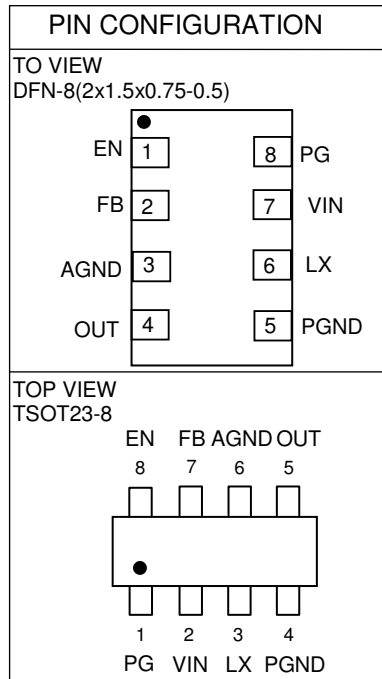 PIN CONFIGURATION
TO VIEW
DFN-8(2x1.5x0.75-0.5)
EN 1 8 PG
FB 2 7 VIN
AGND 3 6 LX
OUT 4 5 PGND
TOP VIEW
TSOT23-8
EN FB AGND OUT
8 7 6 5
1 2 3 4
PG VIN LX PGND